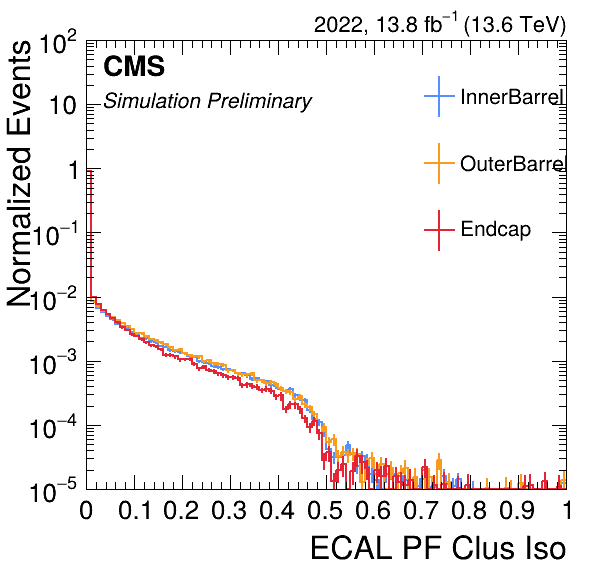 2022, 13.8 fb⁻¹ (13.6 TeV)
CMS
Simulation Preliminary
InnerBarrel
OuterBarrel
Endcap
Normalized Events
10²
10
1
10⁻¹
10⁻²
10⁻³
10⁻⁴
10⁻⁵
0 0.1 0.2 0.3 0.4 0.5 0.6 0.7 0.8 0.9 1
ECAL PF Clus Iso